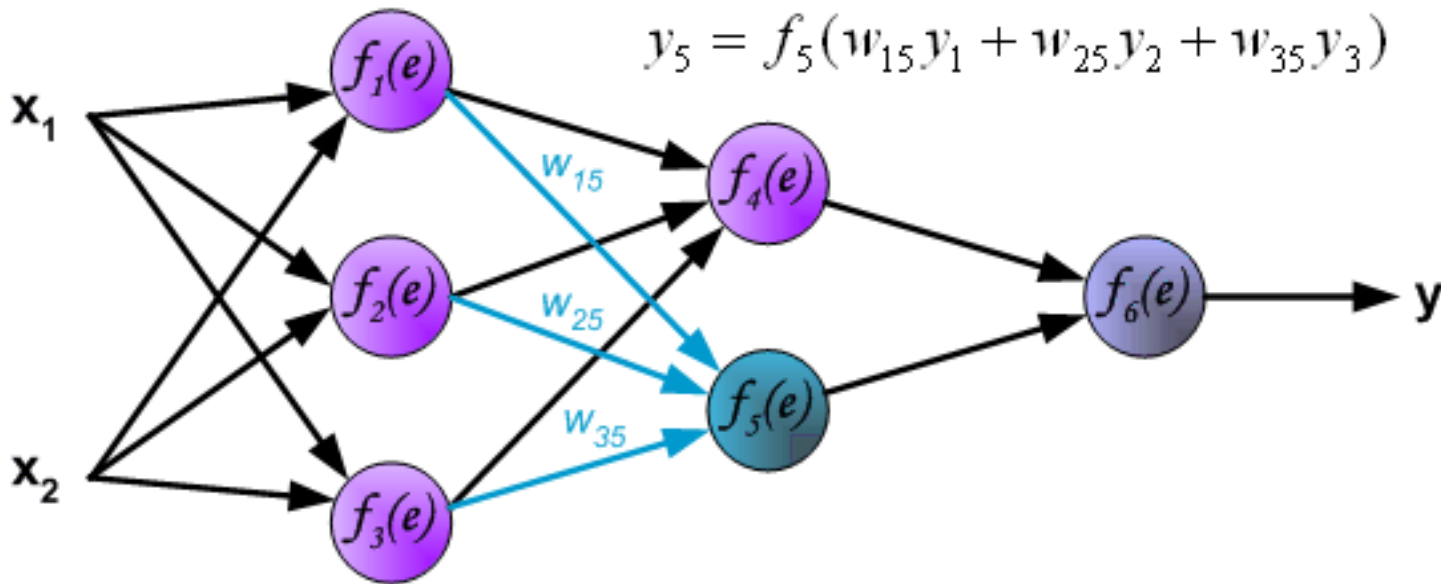 y₅ = f₅(w₁₅y₁ + w₂₅y₂ + w₃₅y₃)
f₁(e)
x₁
w₁₅
f₄(e)
f₂(e)
w₂₅
f₆(e)
y
f₅(e)
w₃₅
x₂
f₃(e)